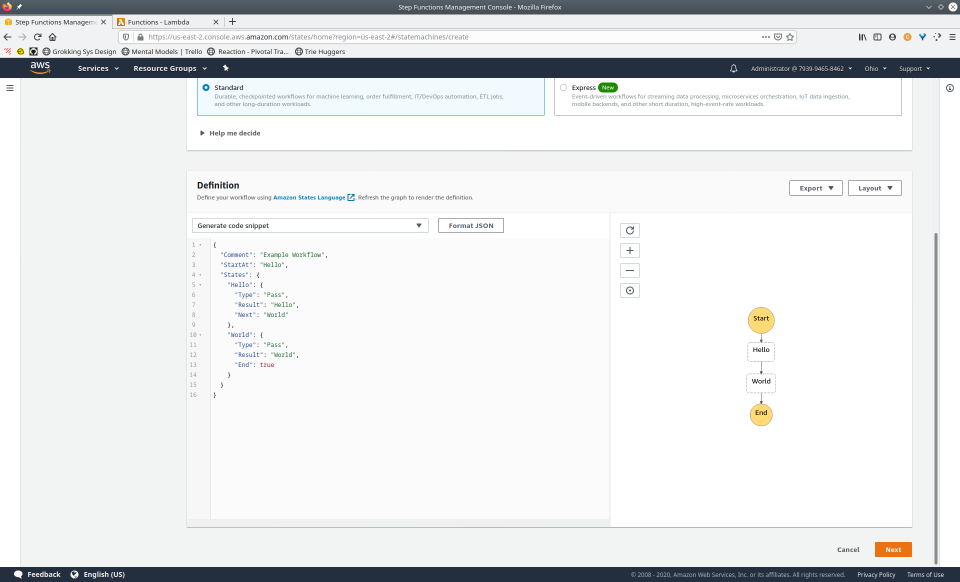 Step Functions Management Console - Mozilla Firefox
Step Functions Managemen
Functions - Lambda
https://us-east-2.console.aws.amazon.com/states/home?region=us-east-2#/statemachines/create
Grokking Sys Design
Mental Models | Trello
Reaction - Pivotal Tra...
Trie Huggers
aws
Services
Resource Groups
Administrator @ 7939-9465-8462
Ohio
Support
Standard
Durable, checkpointed workflows for machine learning, order fulfillment, IT/DevOps automation, ETL jobs,
and other long-duration workloads.
Express New
Event-driven workflows for streaming data processing, microservices orchestration, IoT data ingestion,
mobile backends, and other short duration, high-event-rate workloads.
Help me decide
Definition
Define your workflow using Amazon States Language. Refresh the graph to render the definition.
Export
Layout
Generate code snippet
Format JSON
1 {
2 "Comment": "Example Workflow",
3 "StartAt": "Hello",
4 "States": {
5 "Hello": {
6 "Type": "Pass",
7 "Result": "Hello",
8 "Next": "World"
9 },
10 "World": {
11 "Type": "Pass",
12 "Result": "World",
13 "End": true
14 }
15 }
16 }
Start
Hello
World
End
Cancel
Next
Feedback
English (US)
© 2008 - 2020, Amazon Web Services, Inc. or its affiliates. All rights reserved.
Privacy Policy
Terms of Use